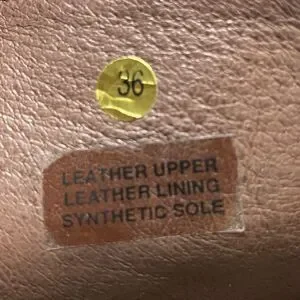 36
LEATHER UPPER
LEATHER LINING
SYNTHETIC SOLE